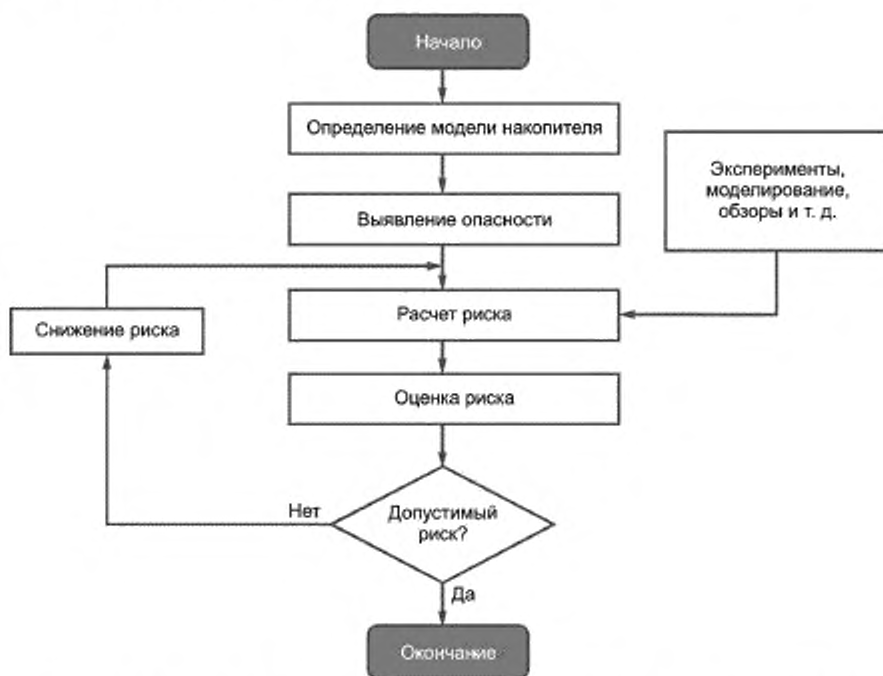 Начало
Определение модели накопителя
Эксперименты,
моделирование,
обзоры и т. д.
Выявление опасности
Расчет риска
Снижение риска
Оценка риска
Нет
Допустимый
риск?
Да
Окончание